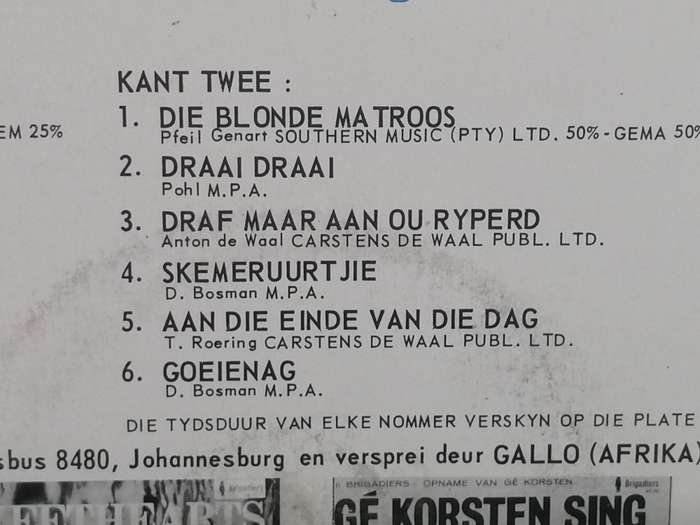 KANT TWEE :
EM 25%
1. DIE BLONDE MATROOS
Pfeil Genart SOUTHERN MUSIC (PTY) LTD. 50%-GEMA 50%
2. DRAAI DRAAI
Pohl M.P.A.
3. DRAF MAAR AAN OU RYPERD
Anton de Waal CARSTENS DE WAAL PUBL. LTD.
4. SKEMERUURTJIE
D. Bosman M.P.A.
5. AAN DIE EINDE VAN DIE DAG
T. Roering CARSTENS DE WAAL PUBL. LTD.
6. GOEIENAG
D. Bosman M.P.A.
DIE TYDSDUUR VAN ELKE NOMMER VERSKYN OP DIE PLATE
sbus 8480, Johannesburg en versprei deur GALLO (AFRIKA)
Brigadiers
EETHEARTS
BRIGADIERS OPNAME VAN GÉ KORSTEN Brigadiers
GÉ KORSTEN SING